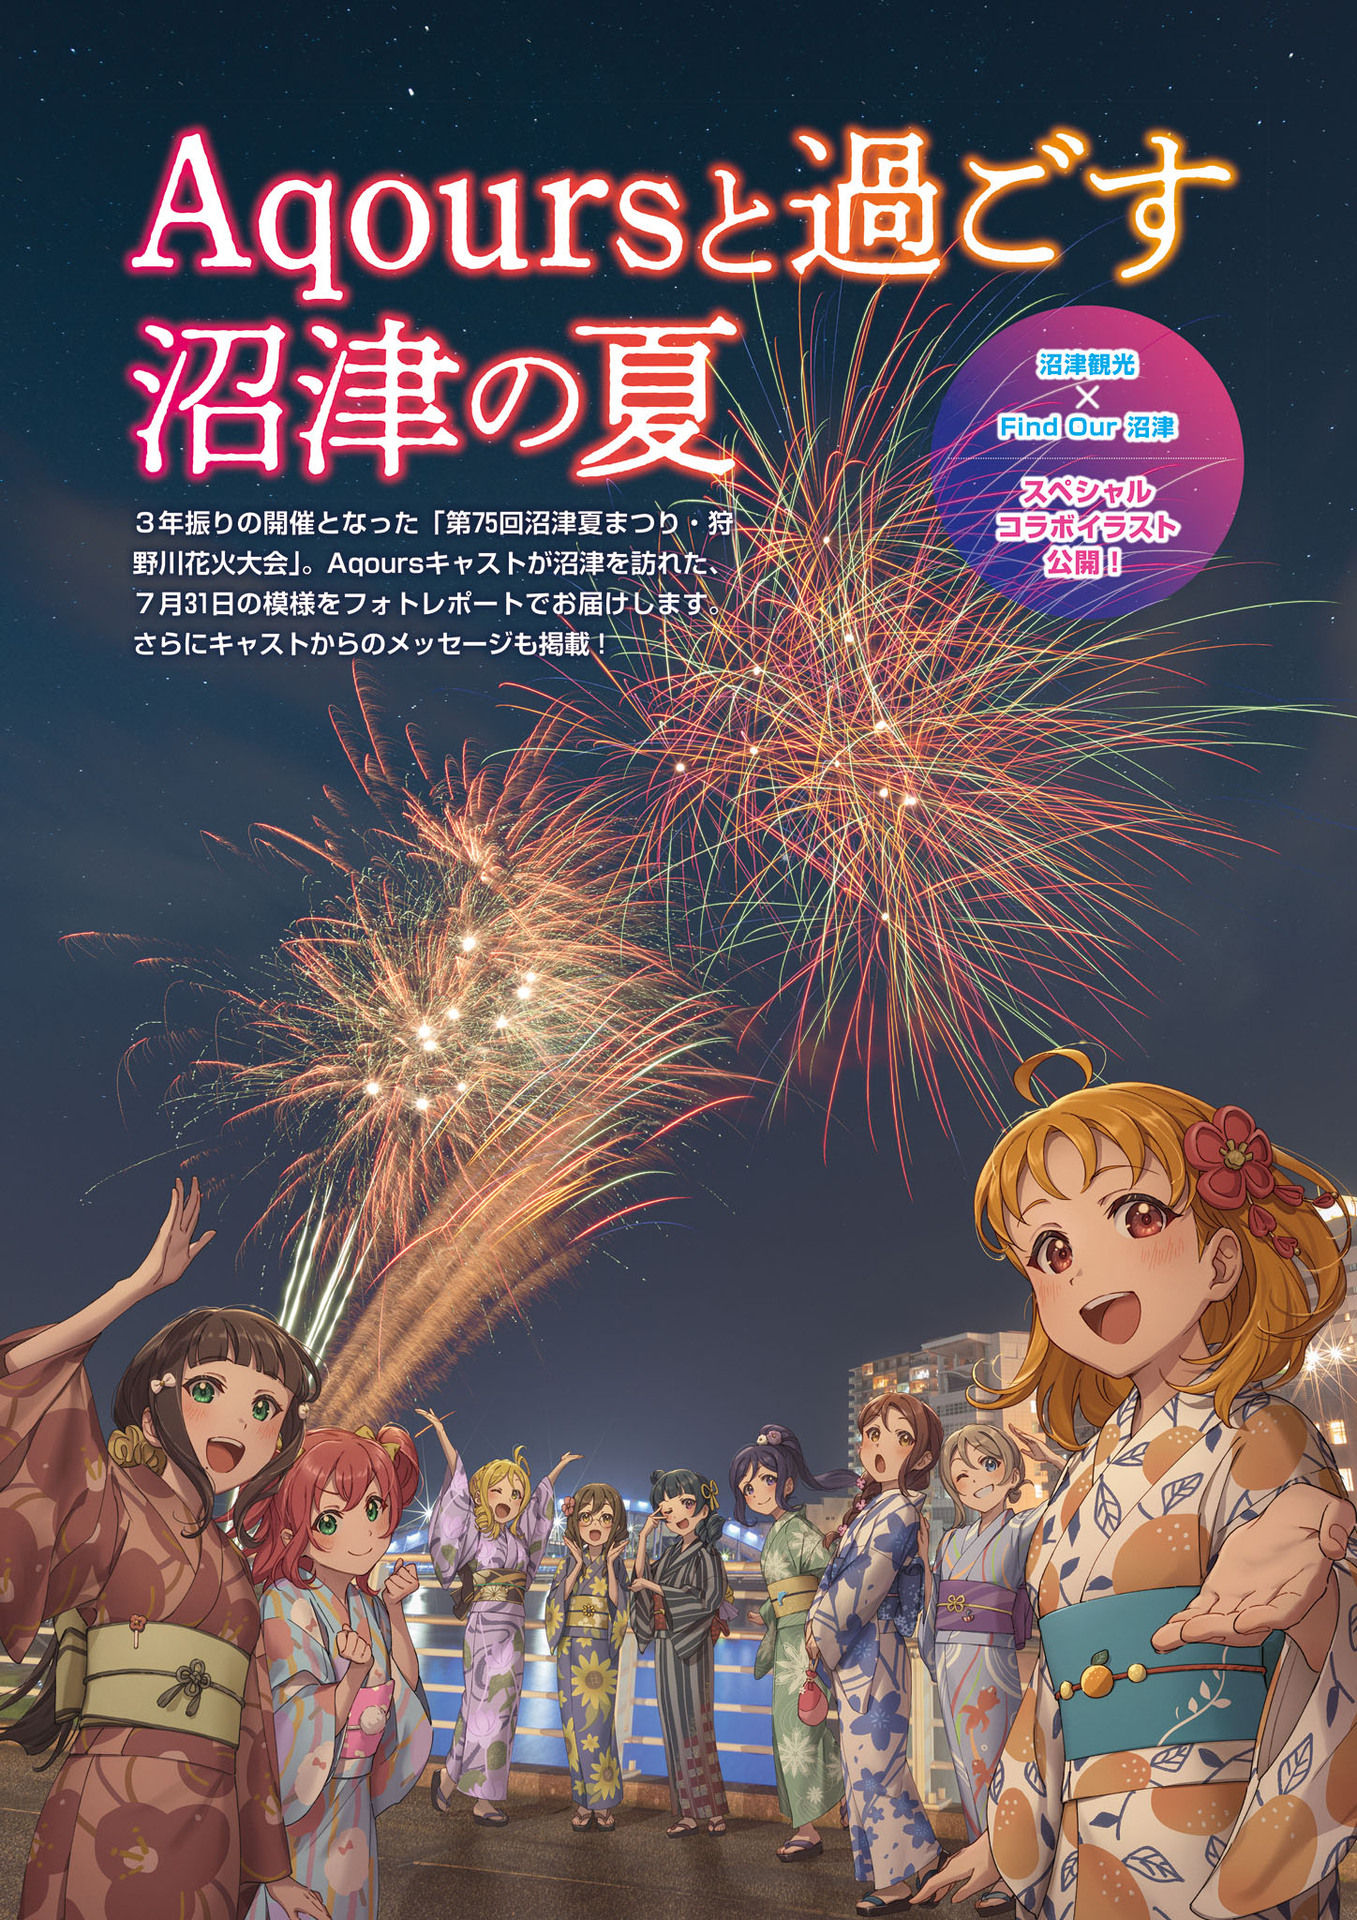 Aqoursと過ごす
沼津の夏
沼津観光
×
Find Our 沼津
スペシャル
コラボイラスト
公開！
３年振りの開催となった「第75回沼津夏まつり・狩
野川花火大会」。Aqoursキャストが沼津を訪れた、
７月31日の模様をフォトレポートでお届けします。
さらにキャストからのメッセージも掲載！